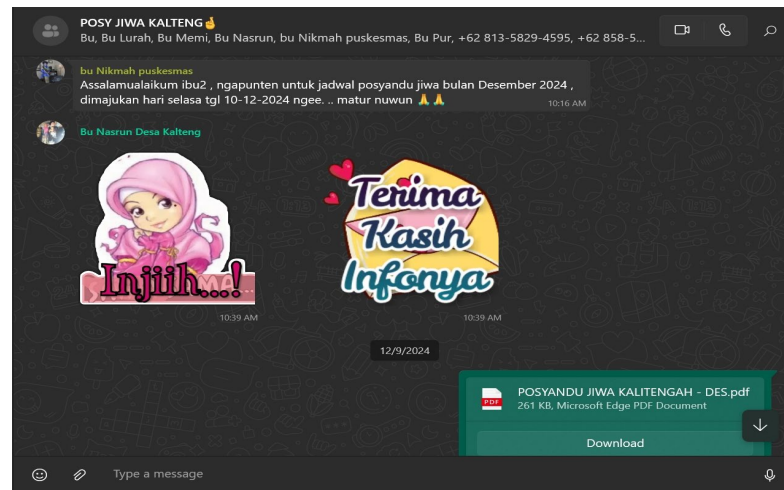 POSY JIWA KALTENG🤞
Bu, Bu Lurah, Bu Memi, Bu Nasrun, bu Nikmah puskesmas, Bu Pur, +62 813-5829-4595, +62 858-5...
bu Nikmah puskesmas
Assalamualaikum ibu2 , ngapunten untuk jadwal posyandu jiwa bulan Desember 2024 ,
dimajukan hari selasa tgl 10-12-2024 ngee. .. matur nuwun 🙏🙏
10:16 AM
Bu Nasrun Desa Kalteng
Injiih...!
10:39 AM
Terima
Kasih
Infonya
10:39 AM
12/9/2024
POSYANDU JIWA KALITENGAH - DES.pdf
PDF
261 KB, Microsoft Edge PDF Document
Download
Type a message